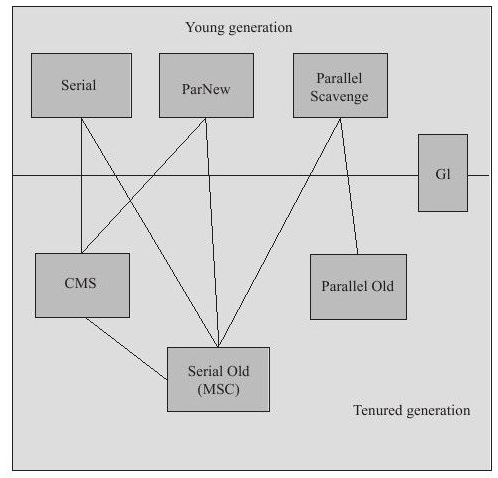 Young generation
Serial
ParNew
Parallel
Scavenge
Gl
CMS
Parallel Old
Serial Old
(MSC)
Tenured generation